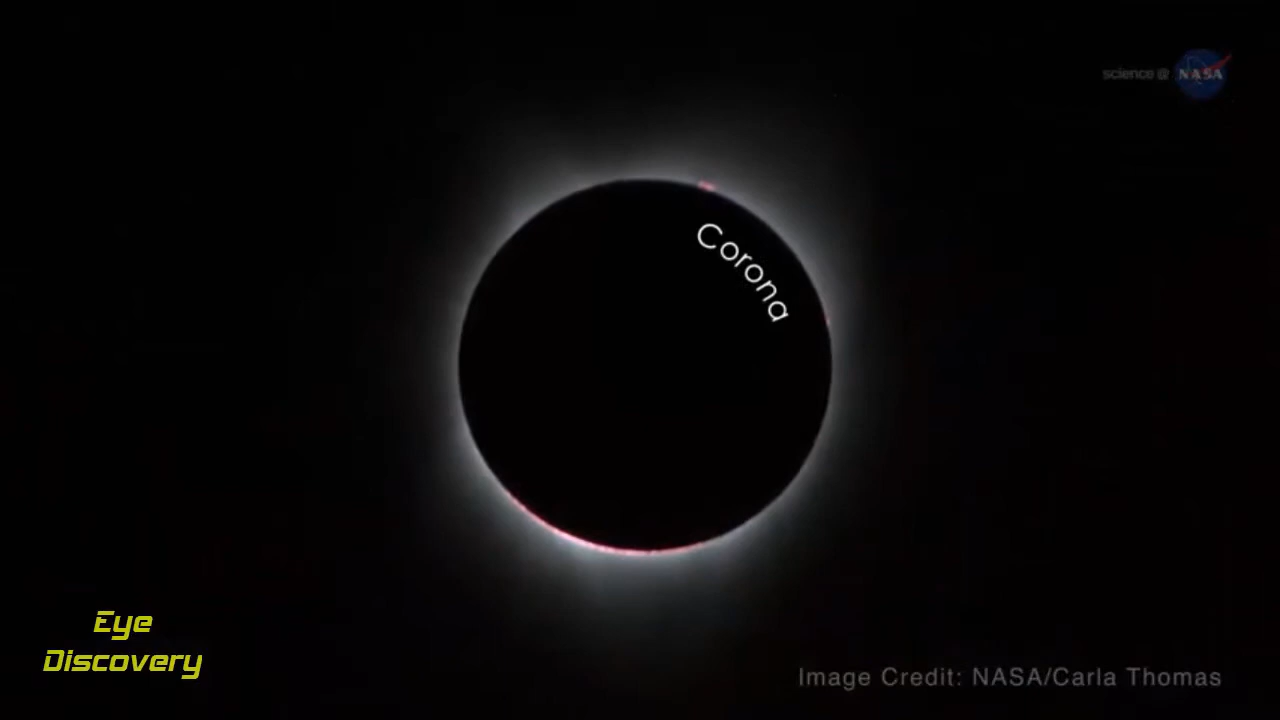 science @ NASA
Corona
Eye
Discovery
Image Credit: NASA/Carla Thomas